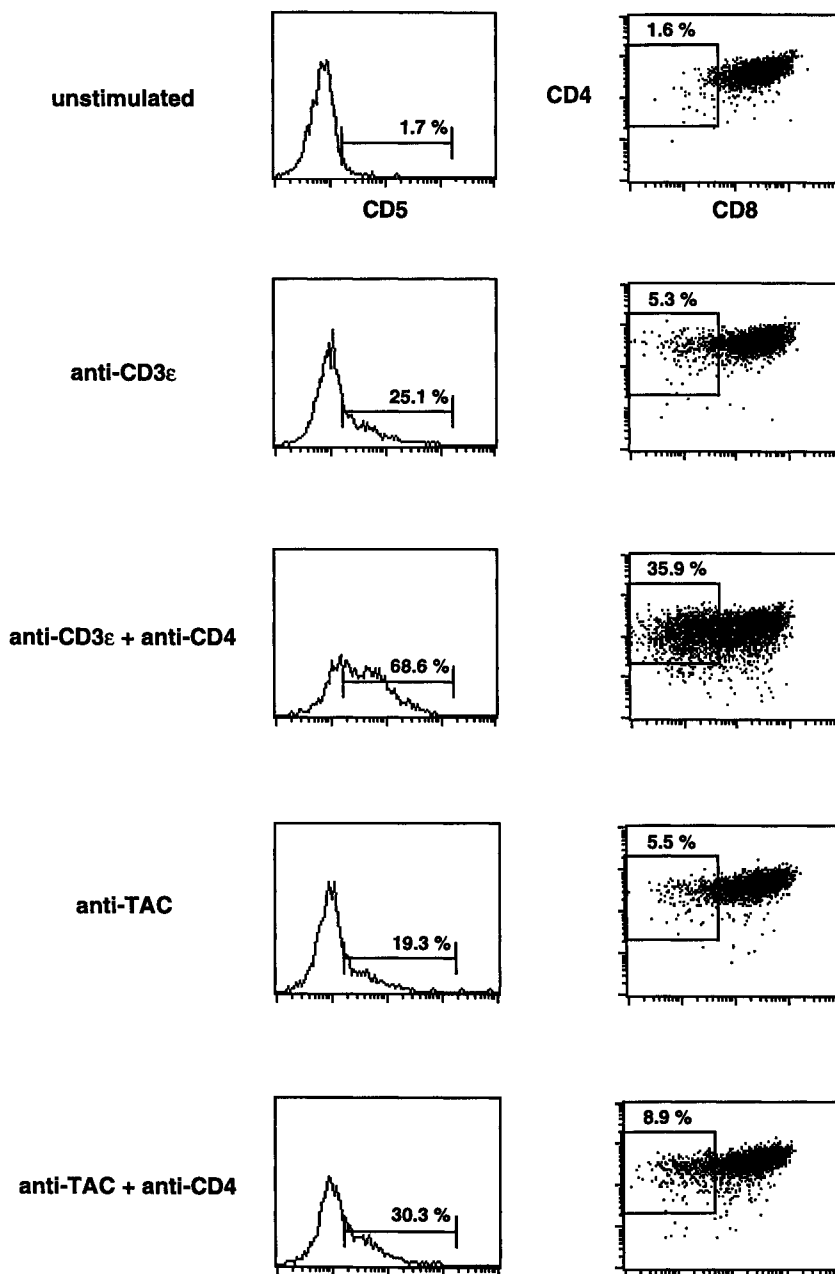 unstimulated
1.7 %
CD5
CD4
1.6 %
CD8
anti-CD3ε
25.1 %
5.3 %
anti-CD3ε + anti-CD4
68.6 %
35.9 %
anti-TAC
19.3 %
5.5 %
anti-TAC + anti-CD4
30.3 %
8.9 %